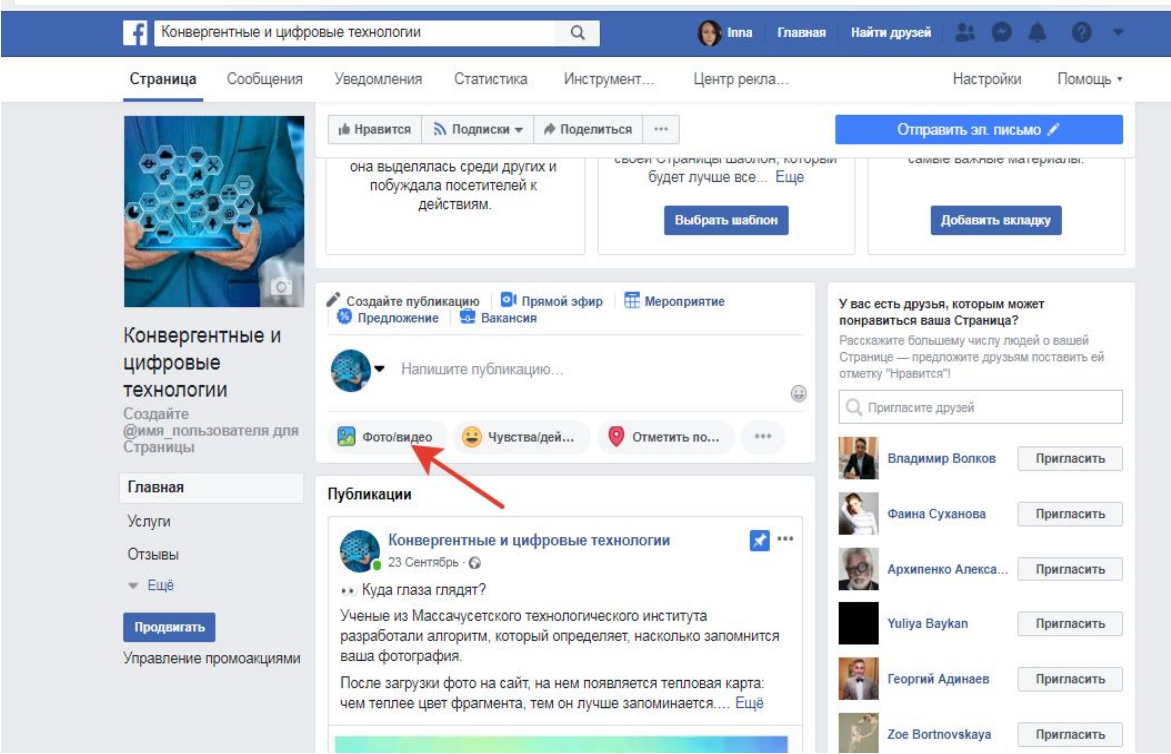 Конвергентные и цифровые технологии
Inna
Главная
Найти друзей
Страница
Сообщения
Уведомления
Статистика
Инструмент...
Центр рекла...
Настройки
Помощь
Нравится
Подписки
Поделиться
Отправить эл. письмо
она выделялась среди других и
побуждала посетителей к
действиям.
своей Страницы шаблон, который
будет лучше все... Еще
Выбрать шаблон
самые важные материалы.
Добавить вкладку
Конвергентные и
цифровые
технологии
Создайте
@имя_пользователя для
Страницы
Главная
Услуги
Отзывы
Ещё
Продвигать
Управление промоакциями
Создайте публикацию
Прямой эфир
Мероприятие
Предложение
Вакансия
Напишите публикацию...
Фото/видео
Чувства/дей...
Отметить по...
Публикации
Конвергентные и цифровые технологии
23 Сентябрь ·
Куда глаза глядят?
Ученые из Массачусетского технологического института
разработали алгоритм, который определяет, насколько запомнится
ваша фотография.
После загрузки фото на сайт, на нем появляется тепловая карта:
чем теплее цвет фрагмента, тем он лучше запоминается.... Ещё
У вас есть друзья, которым может
понравиться ваша Страница?
Расскажите большему числу людей о вашей
Странице — предложите друзьям поставить ей
отметку "Нравится"!
Пригласите друзей
Владимир Волков
Пригласить
Фаина Суханова
Пригласить
Архипенко Алекса...
Пригласить
Yuliya Baykan
Пригласить
Георгий Адинаев
Пригласить
Zoe Bortnovskaya
Пригласить